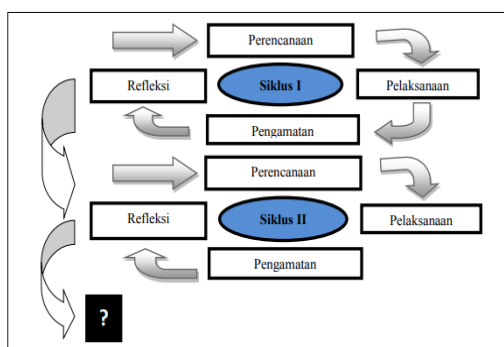 Perencanaan
Refleksi
Siklus I
Pelaksanaan
Pengamatan
Perencanaan
Refleksi
Siklus II
Pelaksanaan
Pengamatan
?